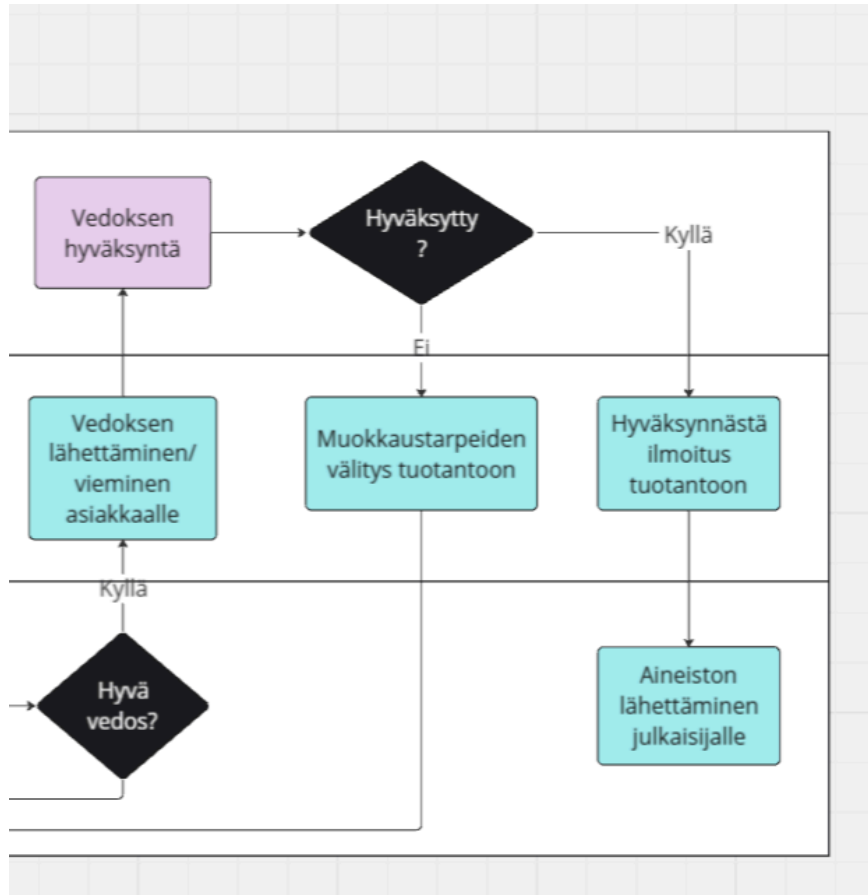 Vedoksen
hyväksyntä
Hyväksytty
?
Kyllä
Ei
Vedoksen
lähettäminen/
vieminen
asiakkaalle
Muokkaustarpeiden
välitys tuotantoon
Hyväksynnästä
ilmoitus
tuotantoon
Kyllä
Hyvä
vedos?
Aineiston
lähettäminen
julkaisijalle